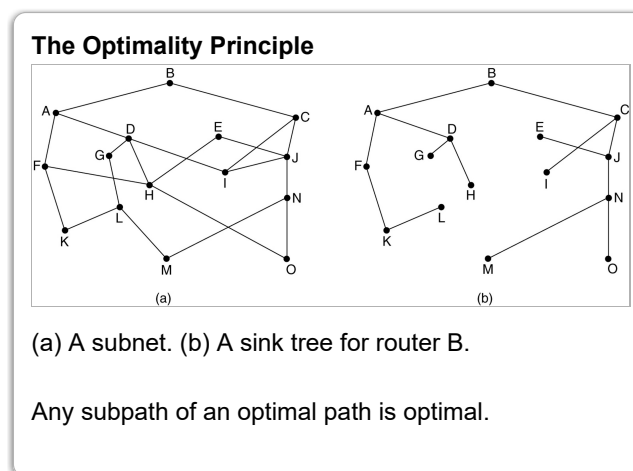 The Optimality Principle
B B
A C A C
D E D E
G J G J
F I F I
H H
N N
L L
K K
M O M O
(a) (b)
(a) A subnet. (b) A sink tree for router B.
Any subpath of an optimal path is optimal.